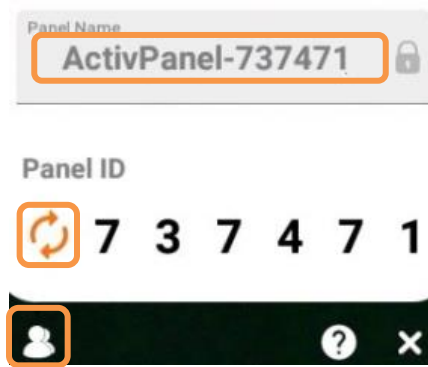 Panel Name
ActivPanel-737471
Panel ID
7 3 7 4 7 1
?